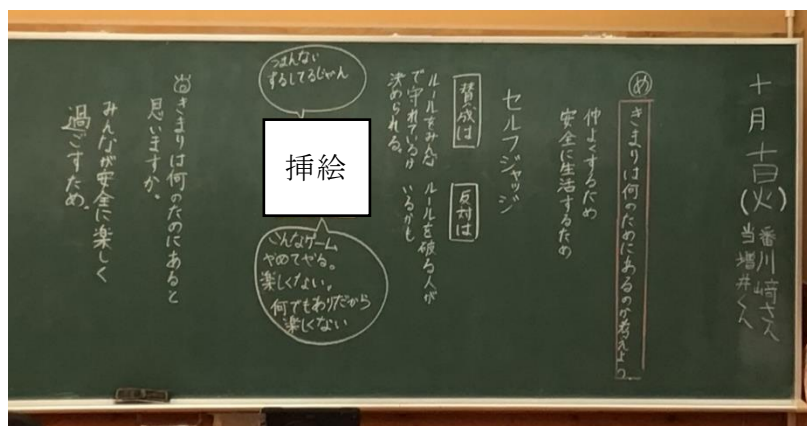 十月十日(火)
番川﨑さん
当増井くん
め
きまりは何のためにあるのか考えよう。
仲よくするため
安全に生活するため
セルフジャッジ
賛成は
ルールをみんな
で守れているか
決められる。
反対は
ルールを破る人が
いるかも
つまんない
ずるしてるじゃん
挿絵
こんなゲーム
やめてやる。
楽しくない。
何でもありだから
楽しくない
きまりは何のためにあると
思いますか。
みんなが安全に楽しく
過ごすため。